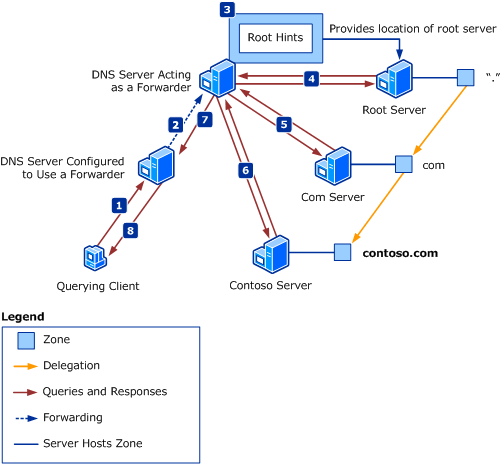 3
Root Hints
Provides location of root server
DNS Server Acting
as a Forwarder
4
Root Server
“.”
2
7
5
DNS Server Configured
to Use a Forwarder
com
Com Server
6
1
8
contoso.com
Querying Client
Contoso Server
Legend
Zone
Delegation
Queries and Responses
Forwarding
Server Hosts Zone